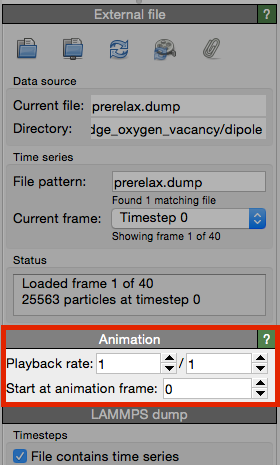 External file ?
Data source
Current file: prerelax.dump
Directory: dge_oxygen_vacancy/dipole
Time series
File pattern: prerelax.dump
Found 1 matching file
Current frame: Timestep 0
Showing frame 1 of 40
Status
Loaded frame 1 of 40
25563 particles at timestep 0
Animation ?
Playback rate: 1 / 1
Start at animation frame: 0
LAMMPS dump
Timesteps
File contains time series